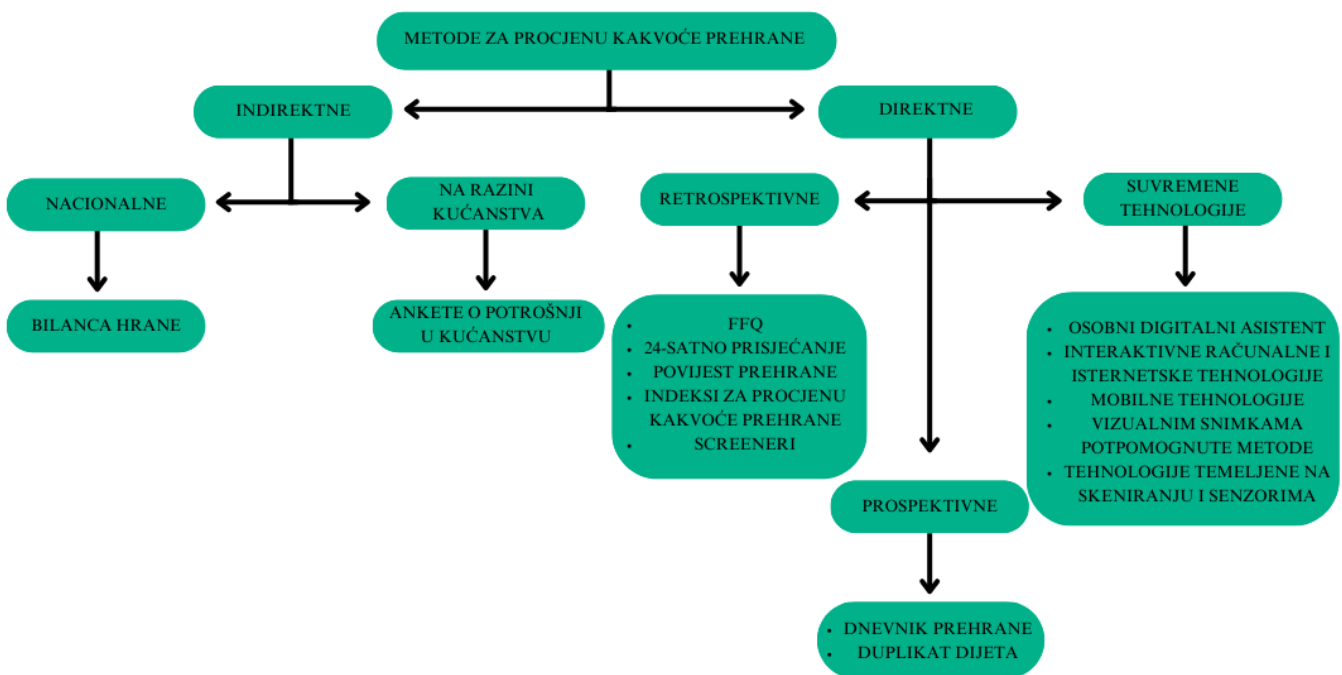 METODE ZA PROCJENU KAKVOĆE PREHRANE
INDIREKTNE
DIREKTNE
NACIONALNE
NA RAZINI
KUĆANSTVA
RETROSPEKTIVNE
SUVREMENE
TEHNOLOGIJE
BILANCA HRANE
ANKETE O POTROŠNJI
U KUĆANSTVU
• FFQ
• 24-SATNO PRISJEĆANJE
• POVIJEST PREHRANE
• INDEKSI ZA PROCJENU
KAKVOĆE PREHRANE
• SCREENERI
• OSOBNI DIGITALNI ASISTENT
• INTERAKTIVNE RAČUNALNE I
ISTERNETSKE TEHNOLOGIJE
• MOBILNE TEHNOLOGIJE
• VIZUALNIM SNIMKAMA
POTPOMOGNUTE METODE
• TEHNOLOGIJE TEMELJENE NA
SKENIRANJU I SENZORIMA
PROSPEKTIVNE
• DNEVNIK PREHRANE
• DUPLIKAT DIJETA